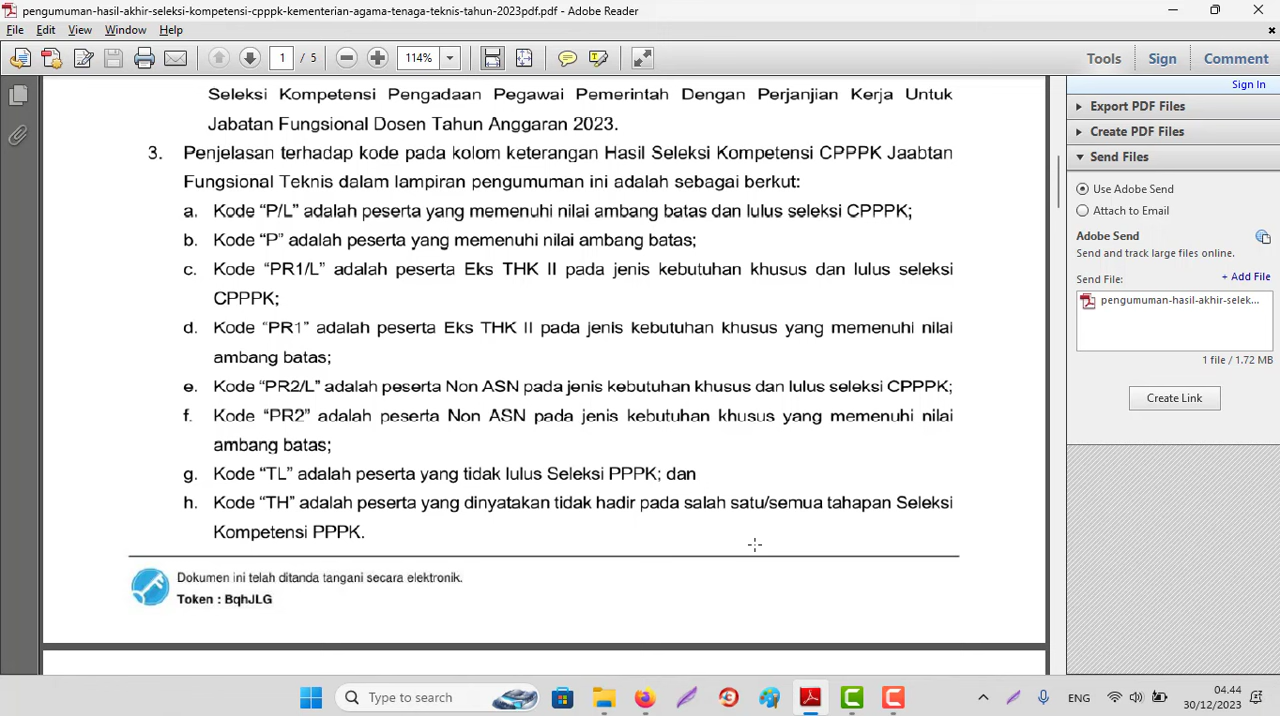 pengumuman-hasil-akhir-seleksi-kompetensi-cpppk-kementerian-agama-tenaga-teknis-tahun-2023pdf.pdf - Adobe Reader
File Edit View Window Help
1 / 5 114% Tools Sign Comment
Sign In
Export PDF Files
Create PDF Files
Send Files
Use Adobe Send
Attach to Email
Adobe Send
Send and track large files online.
Send File: + Add File
pengumuman-hasil-akhir-selek...
1 file / 1.72 MB
Create Link
Seleksi Kompetensi Pengadaan Pegawai Pemerintah Dengan Perjanjian Kerja Untuk
Jabatan Fungsional Dosen Tahun Anggaran 2023.
3. Penjelasan terhadap kode pada kolom keterangan Hasil Seleksi Kompetensi CPPPK Jaabtan
Fungsional Teknis dalam lampiran pengumuman ini adalah sebagai berkut:
a. Kode “P/L” adalah peserta yang memenuhi nilai ambang batas dan lulus seleksi CPPPK;
b. Kode “P” adalah peserta yang memenuhi nilai ambang batas;
c. Kode “PR1/L” adalah peserta Eks THK II pada jenis kebutuhan khusus dan lulus seleksi
CPPPK;
d. Kode “PR1” adalah peserta Eks THK II pada jenis kebutuhan khusus yang memenuhi nilai
ambang batas;
e. Kode “PR2/L” adalah peserta Non ASN pada jenis kebutuhan khusus dan lulus seleksi CPPPK;
f. Kode “PR2” adalah peserta Non ASN pada jenis kebutuhan khusus yang memenuhi nilai
ambang batas;
g. Kode “TL” adalah peserta yang tidak lulus Seleksi PPPK; dan
h. Kode “TH” adalah peserta yang dinyatakan tidak hadir pada salah satu/semua tahapan Seleksi
Kompetensi PPPK.
Dokumen ini telah ditanda tangani secara elektronik.
Token : BqhJLG
Type to search
ENG
04.44
30/12/2023